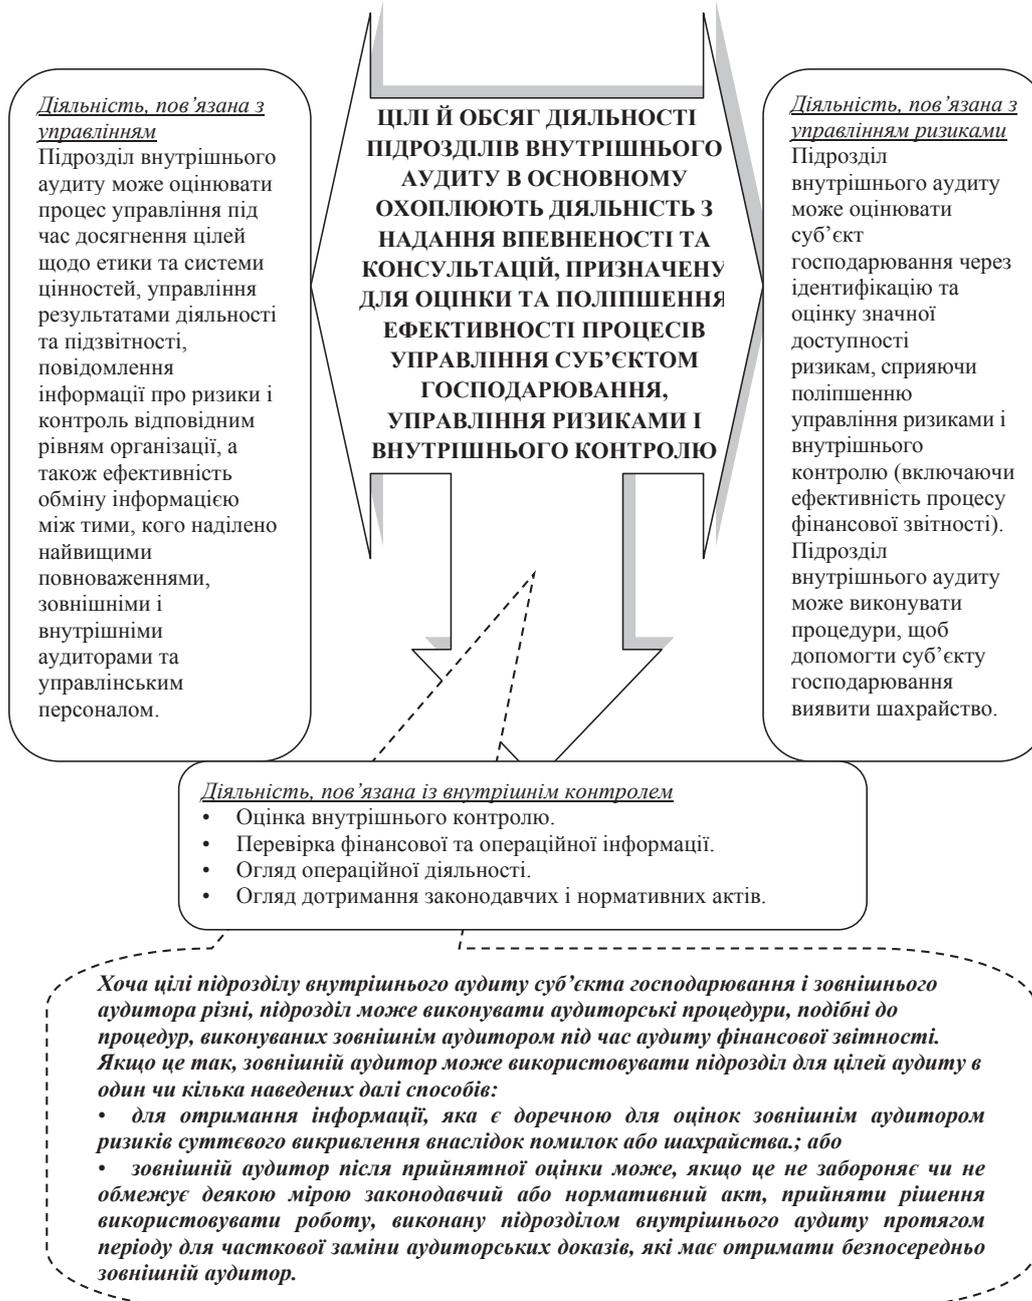 Діяльність, пов’язана з
управлінням
Підрозділ внутрішнього
аудиту може оцінювати
процес управління під
час досягнення цілей
щодо етики та системи
цінностей, управління
результатами діяльності
та підзвітності,
повідомлення
інформації про ризики і
контроль відповідним
рівням організації, а
також ефективність
обміну інформацією
між тими, кого наділено
найвищими
повноваженнями,
зовнішніми і
внутрішніми
аудиторами та
управлінським
персоналом.
ЦІЛІ Й ОБСЯГ ДІЯЛЬНОСТІ
ПІДРОЗДІЛІВ ВНУТРІШНЬОГО
АУДИТУ В ОСНОВНОМУ
ОХОПЛЮЮТЬ ДІЯЛЬНІСТЬ З
НАДАННЯ ВПЕВНЕНОСТІ ТА
КОНСУЛЬТАЦІЙ, ПРИЗНАЧЕНУ
ДЛЯ ОЦІНКИ ТА ПОЛІПШЕННЯ
ЕФЕКТИВНОСТІ ПРОЦЕСІВ
УПРАВЛІННЯ СУБ’ЄКТОМ
ГОСПОДАРЮВАННЯ,
УПРАВЛІННЯ РИЗИКАМИ І
ВНУТРІШНЬОГО КОНТРОЛЮ
Діяльність, пов’язана з
управлінням ризиками
Підрозділ
внутрішнього аудиту
може оцінювати
суб’єкт
господарювання через
ідентифікацію та
оцінку значної
доступності
ризикам, сприяючи
поліпшенню
управління ризиками і
внутрішнього
контролю (включаючи
ефективність процесу
фінансової звітності).
Підрозділ
внутрішнього аудиту
може виконувати
процедури, щоб
допомогти суб’єкту
господарювання
виявити шахрайство.
Діяльність, пов’язана із внутрішнім контролем
• Оцінка внутрішнього контролю.
• Перевірка фінансової та операційної інформації.
• Огляд операційної діяльності.
• Огляд дотримання законодавчих і нормативних актів.
Хоча цілі підрозділу внутрішнього аудиту суб’єкта господарювання і зовнішнього
аудитора різні, підрозділ може виконувати аудиторські процедури, подібні до
процедур, виконуваних зовнішнім аудитором під час аудиту фінансової звітності.
Якщо це так, зовнішній аудитор може використовувати підрозділ для цілей аудиту в
один чи кілька наведених далі способів:
• для отримання інформації, яка є доречною для оцінок зовнішнім аудитором
ризиків суттєвого викривлення внаслідок помилок або шахрайства.; або
• зовнішній аудитор після прийнятної оцінки може, якщо це не забороняє чи не
обмежує деякою мірою законодавчий або нормативний акт, прийняти рішення
використовувати роботу, виконану підрозділом внутрішнього аудиту протягом
періоду для часткової заміни аудиторських доказів, які має отримати безпосередньо
зовнішній аудитор.